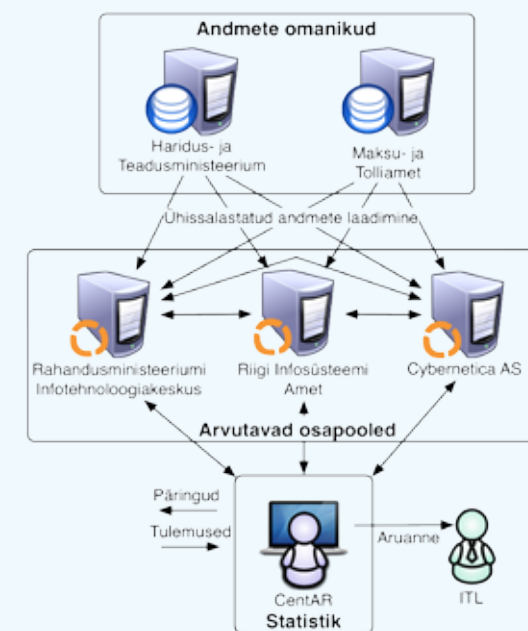 Andmete omanikud
Haridus- ja
Teadusministeerium
Maksu- ja
Tolliamet
Ühissalastatud andmete laadimine
Rahandusministeeriumi
Infotehnoloogiakeskus
Riigi Infosüsteemi
Amet
Cybernetica AS
Arvutavad osapooled
Päringud
Tulemused
Aruanne
CentAR
Statistik
ITL